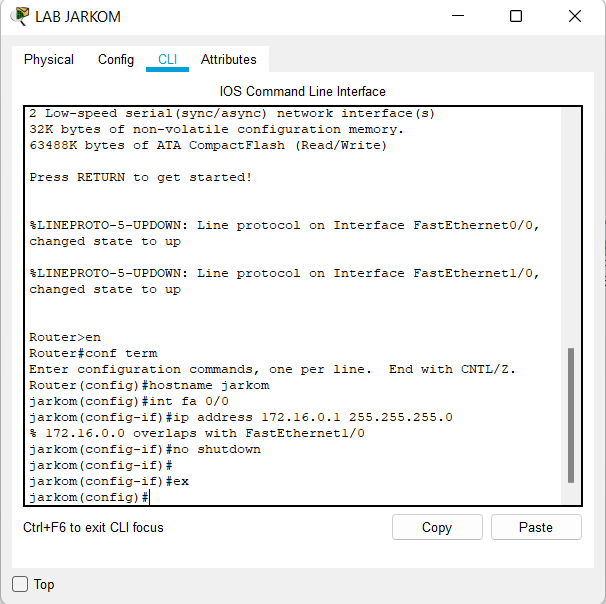 LAB JARKOM
Physical Config CLI Attributes
IOS Command Line Interface
2 Low-speed serial(sync/async) network interface(s)
32K bytes of non-volatile configuration memory.
63488K bytes of ATA CompactFlash (Read/Write)
Press RETURN to get started!
%LINEPROTO-5-UPDOWN: Line protocol on Interface FastEthernet0/0,
changed state to up
%LINEPROTO-5-UPDOWN: Line protocol on Interface FastEthernet1/0,
changed state to up
Router>en
Router#conf term
Enter configuration commands, one per line.  End with CNTL/Z.
Router(config)#hostname jarkom
jarkom(config)#int fa 0/0
jarkom(config-if)#ip address 172.16.0.1 255.255.255.0
% 172.16.0.0 overlaps with FastEthernet1/0
jarkom(config-if)#no shutdown
jarkom(config-if)#
jarkom(config-if)#ex
jarkom(config)#
Ctrl+F6 to exit CLI focus
Copy Paste
Top